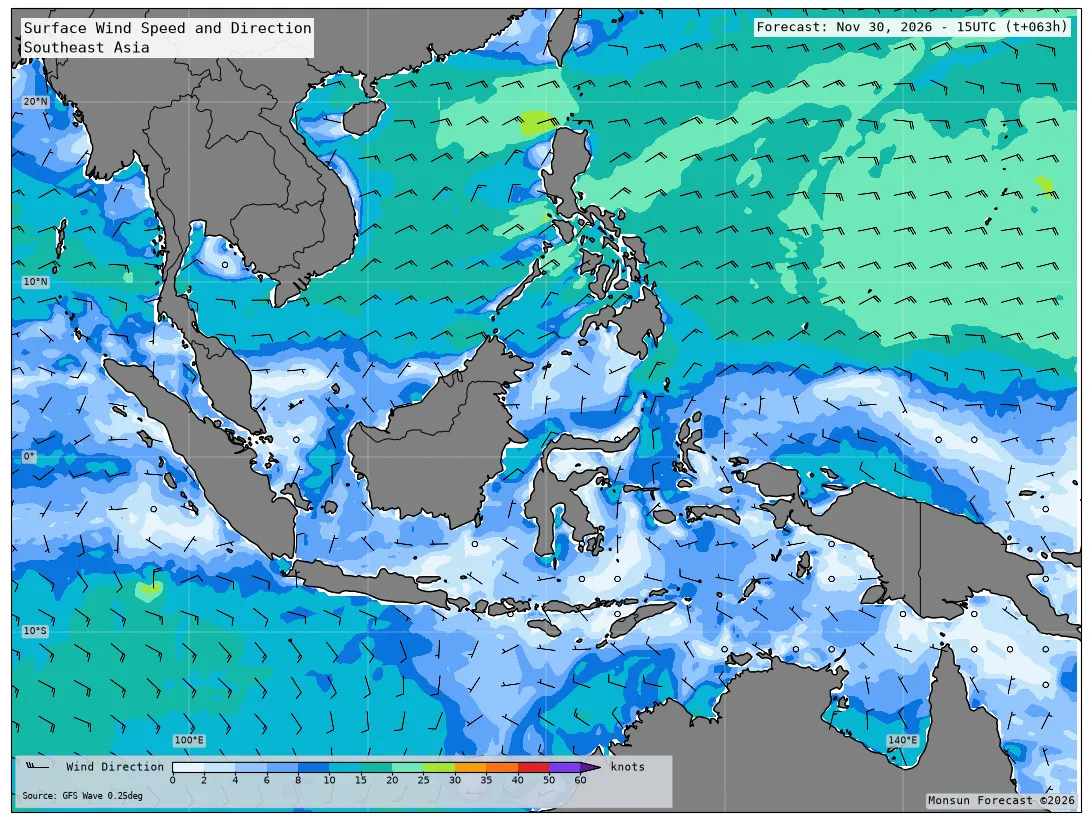 Surface Wind Speed and Direction
Southeast Asia
Forecast: Nov 30, 2026 - 15UTC (t+063h)
20°N
10°N
0°
10°S
100°E
140°E
Wind Direction
0 2 4 6 8 10 15 20 25 30 35 40 50 60
knots
Source: GFS Wave 0.25deg
Monsun Forecast ©2026